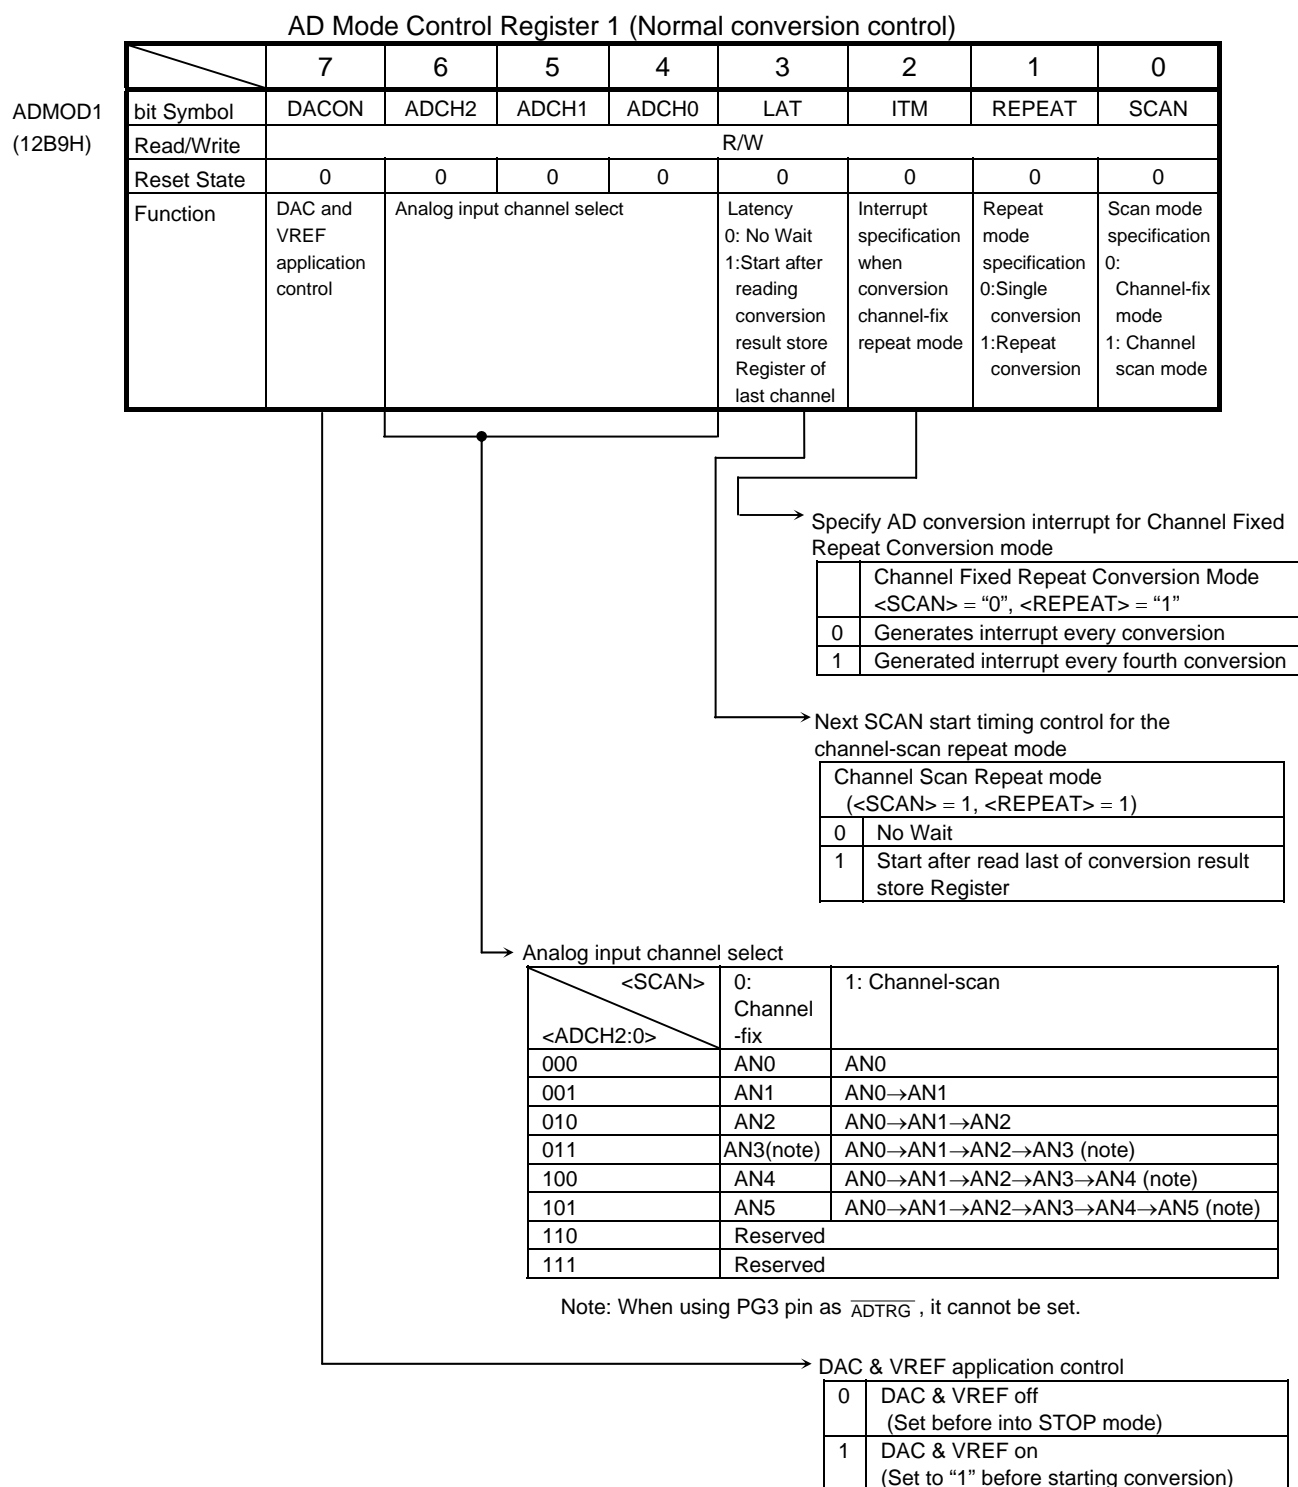 AD Mode Control Register 1 (Normal conversion control)
7 6 5 4 3 2 1 0
ADMOD1 bit Symbol DACON ADCH2 ADCH1 ADCH0 LAT ITM REPEAT SCAN
(12B9H) Read/Write R/W
Reset State 0 0 0 0 0 0 0 0
Function DAC and Analog input channel select Latency Interrupt Repeat Scan mode
VREF 0: No Wait specification mode specification
application 1:Start after when specification 0:
control reading conversion 0:Single Channel-fix
conversion channel-fix conversion mode
result store repeat mode 1:Repeat 1: Channel
Register of conversion scan mode
last channel
Specify AD conversion interrupt for Channel Fixed
Repeat Conversion mode
Channel Fixed Repeat Conversion Mode
<SCAN> = “0”, <REPEAT> = “1”
0 Generates interrupt every conversion
1 Generated interrupt every fourth conversion
Next SCAN start timing control for the
channel-scan repeat mode
Channel Scan Repeat mode
(<SCAN> = 1, <REPEAT> = 1)
0 No Wait
1 Start after read last of conversion result
store Register
Analog input channel select
<SCAN> 0: 1: Channel-scan
Channel
<ADCH2:0> -fix
000 AN0 AN0
001 AN1 AN0→AN1
010 AN2 AN0→AN1→AN2
011 AN3(note) AN0→AN1→AN2→AN3 (note)
100 AN4 AN0→AN1→AN2→AN3→AN4 (note)
101 AN5 AN0→AN1→AN2→AN3→AN4→AN5 (note)
110 Reserved
111 Reserved
Note: When using PG3 pin as ADTRG , it cannot be set.
DAC & VREF application control
0 DAC & VREF off
(Set before into STOP mode)
1 DAC & VREF on
(Set to “1” before starting conversion)